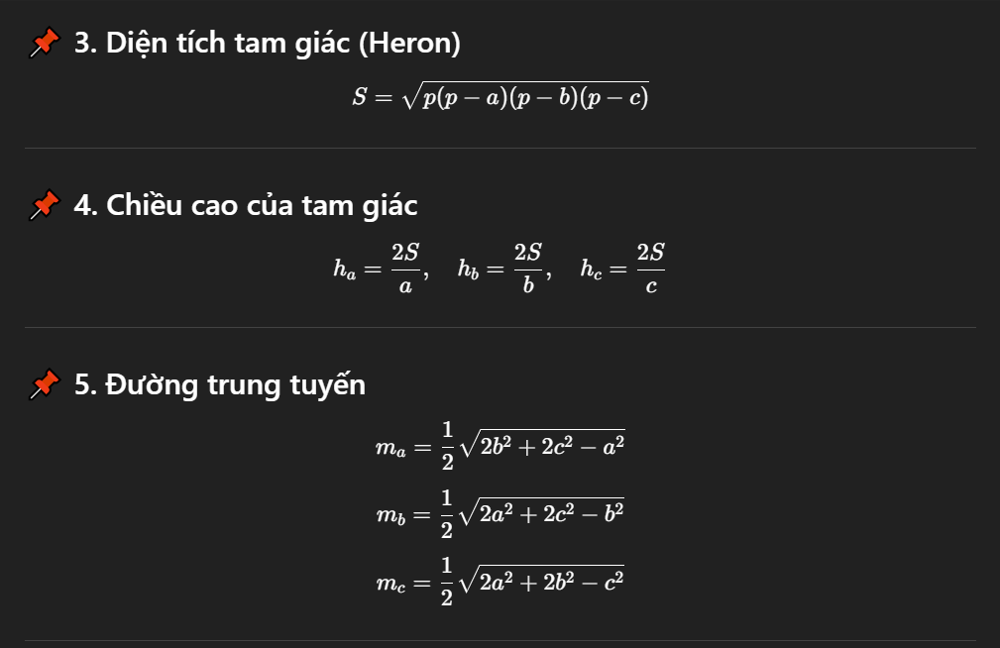 📌 3. Diện tích tam giác (Heron)
S = √(p(p − a)(p − b)(p − c))
📌 4. Chiều cao của tam giác
hₐ = 2S/a, h_b = 2S/b, h_c = 2S/c
📌 5. Đường trung tuyến
mₐ = 1/2 √(2b² + 2c² − a²)
m_b = 1/2 √(2a² + 2c² − b²)
m_c = 1/2 √(2a² + 2b² − c²)